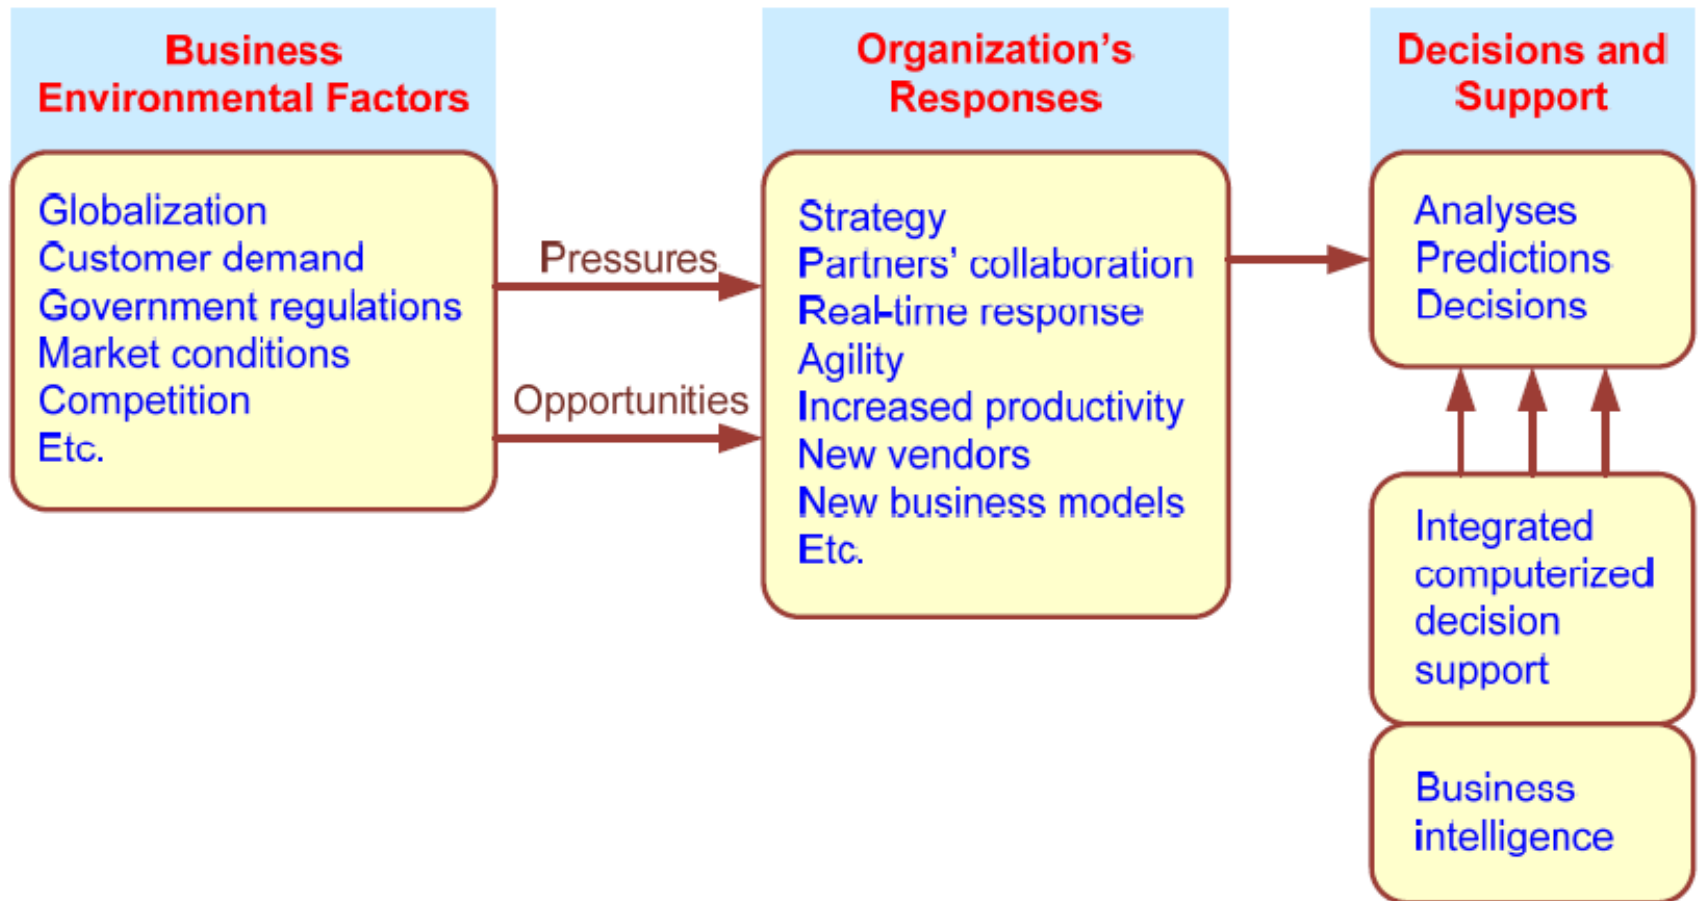 Business
Environmental Factors
Globalization
Customer demand
Government regulations
Market conditions
Competition
Etc.
Pressures
Opportunities
Organization's
Responses
Strategy
Partners' collaboration
Real-time response
Agility
Increased productivity
New vendors
New business models
Etc.
Decisions and
Support
Analyses
Predictions
Decisions
Integrated
computerized
decision
support
Business
intelligence